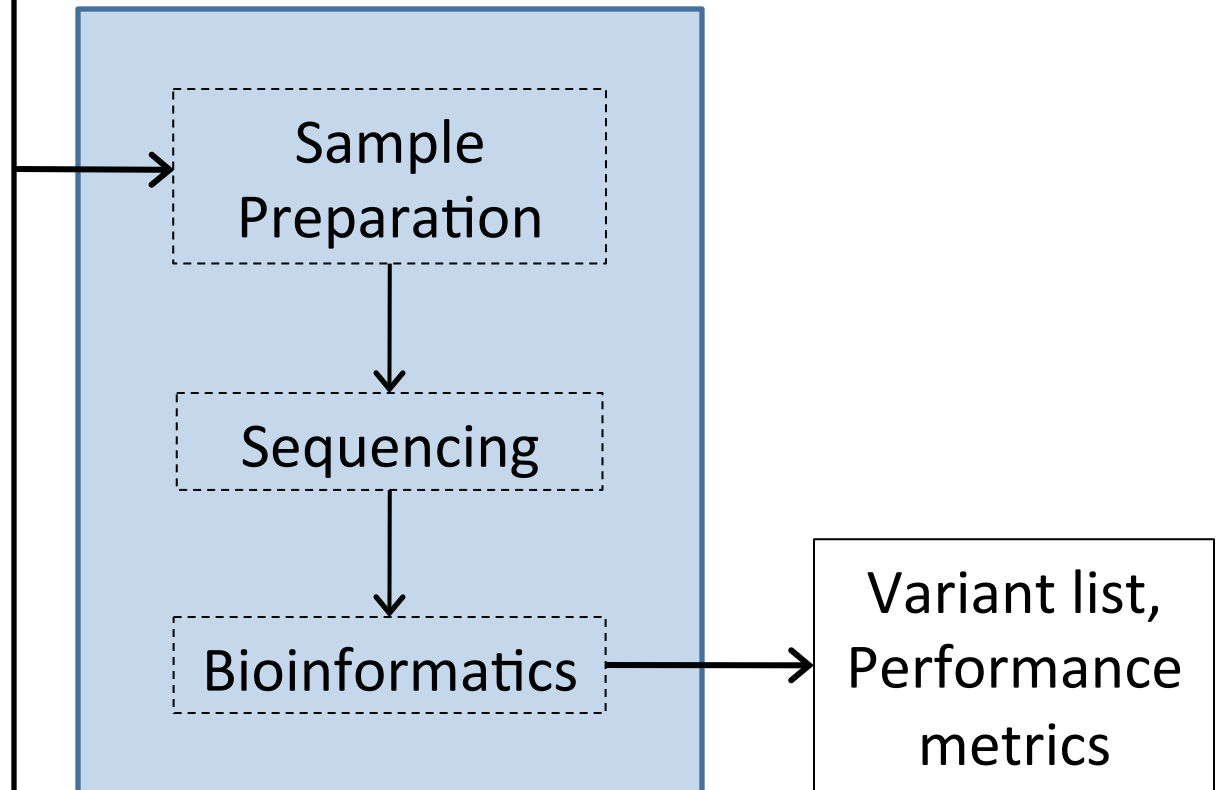 Sample
Preparation
Sequencing
Bioinformatics
Variant list,
Performance
metrics